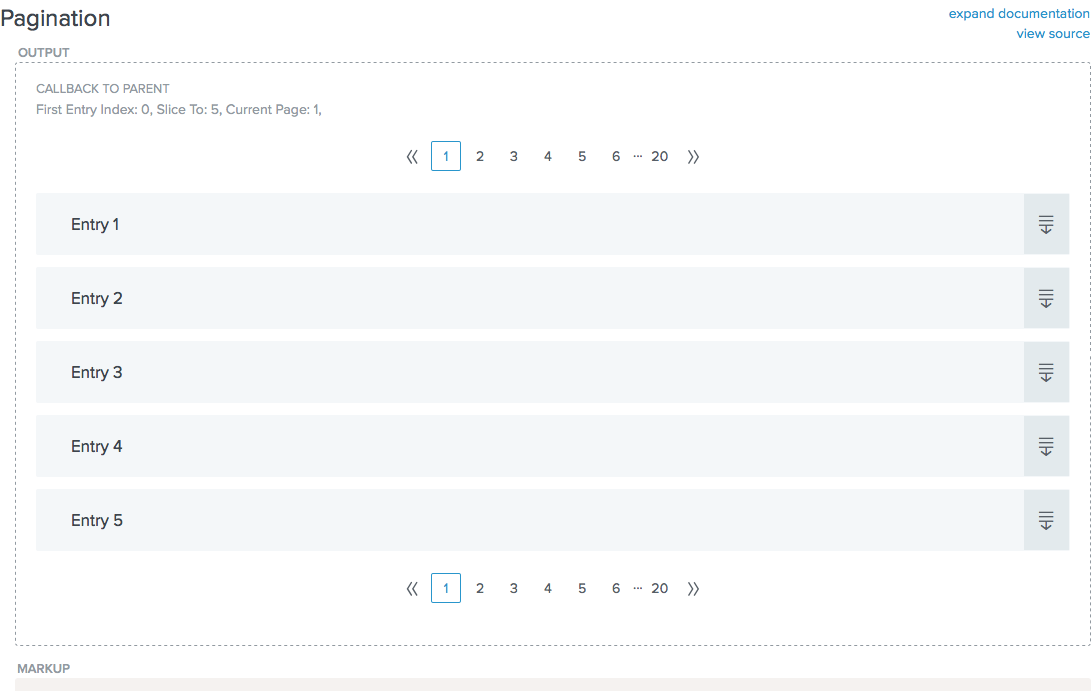 Pagination
expand documentation
view source
OUTPUT
CALLBACK TO PARENT
First Entry Index: 0, Slice To: 5, Current Page: 1,
« 1 2 3 4 5 6 ... 20 »
Entry 1
Entry 2
Entry 3
Entry 4
Entry 5
« 1 2 3 4 5 6 ... 20 »
MARKUP